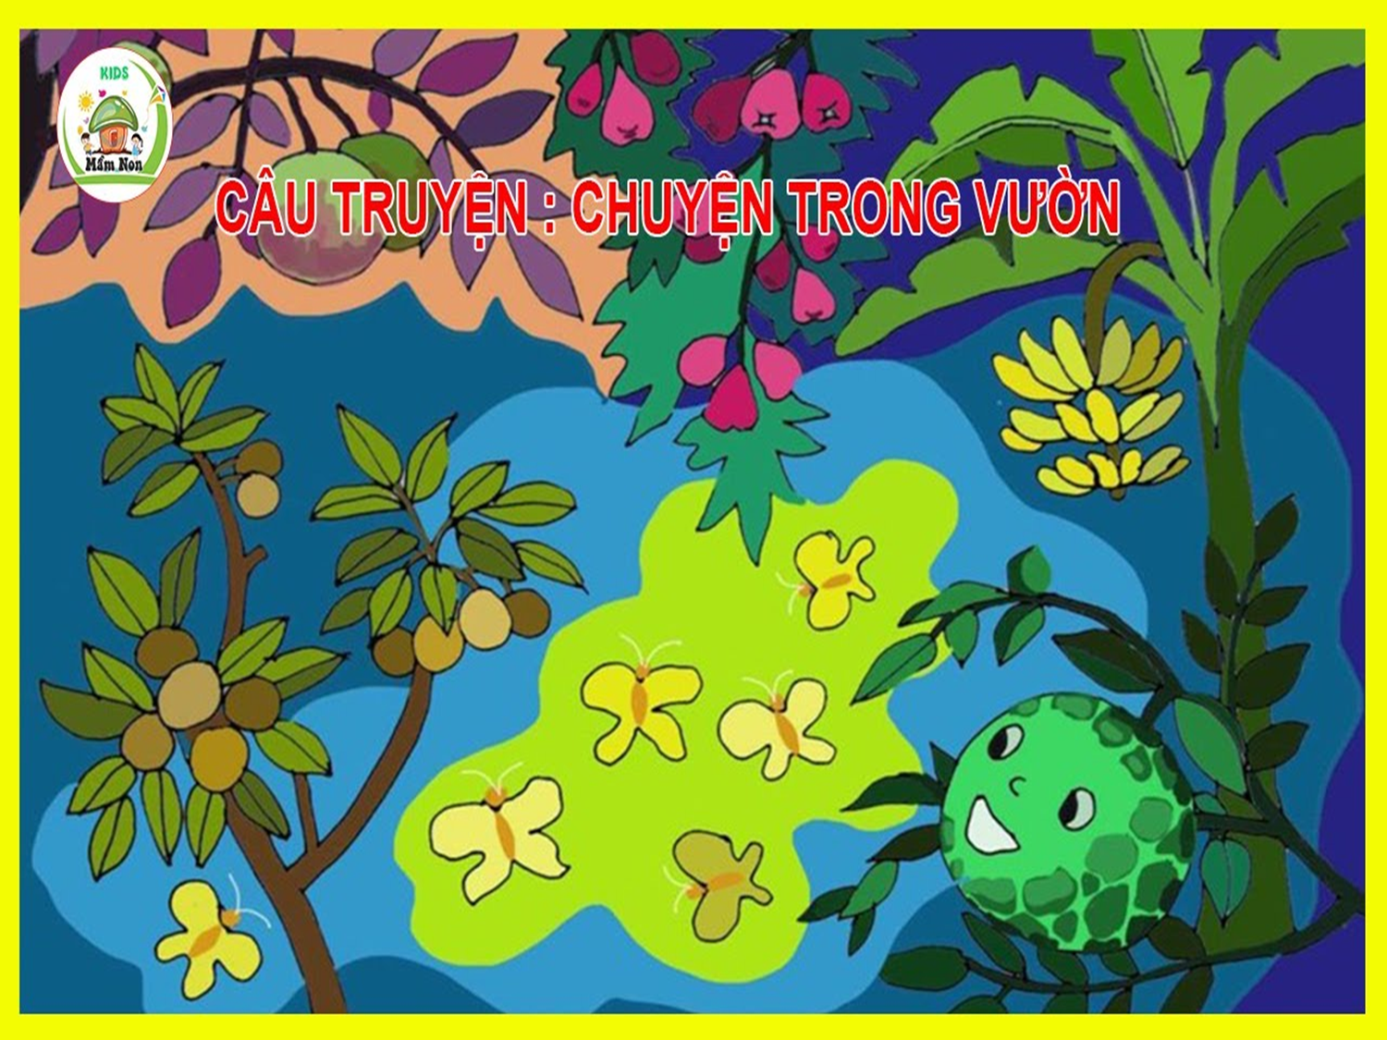 KIDS
Mầm Non
CÂU TRUYỆN : CHUYỆN TRONG VƯỜN